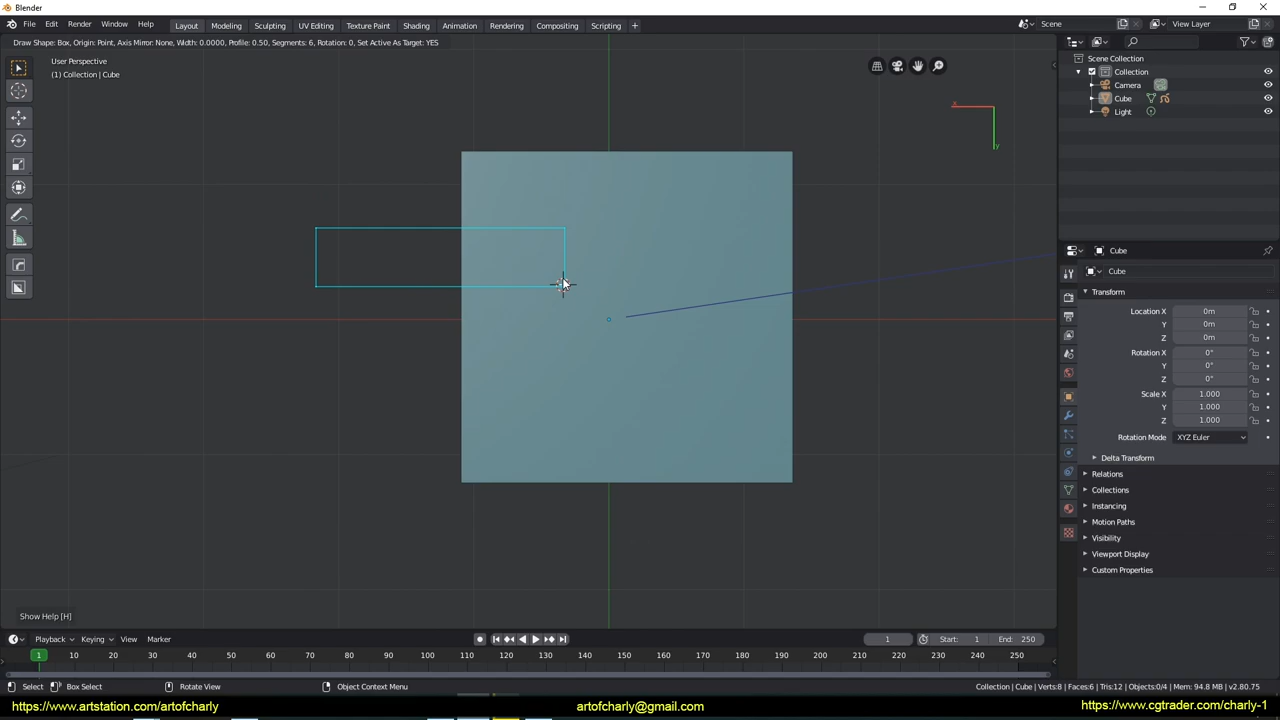 Blender
File Edit Render Window Help Layout Modeling Sculpting UV Editing Texture Paint Shading Animation Rendering Compositing Scripting + Scene View Layer
Draw Shape: Box, Origin: Point, Axis Mirror: None, Width: 0.0000, Profile: 0.50, Segments: 6, Rotation: 0, Set Active As Target: YES
User Perspective
(1) Collection | Cube
Scene Collection
Collection
Camera
Cube
Light
x
y
Cube
Cube
Transform
Location X 0m
Y 0m
Z 0m
Rotation X 0°
Y 0°
Z 0°
Scale X 1.000
Y 1.000
Z 1.000
Rotation Mode XYZ Euler
Delta Transform
Relations
Collections
Instancing
Motion Paths
Visibility
Viewport Display
Custom Properties
Show Help [H]
Playback Keying View Marker 1 Start: 1 End: 250
1 10 20 30 40 50 60 70 80 90 100 110 120 130 140 150 160 170 180 190 200 210 220 230 240 250
Select Box Select Rotate View Object Context Menu Collection | Cube | Verts:8 | Faces:6 | Tris:12 | Objects:0/4 | Mem: 94.8 MB | v2.80.75
https://www.artstation.com/artofcharly artofcharly@gmail.com https://www.cgtrader.com/charly-1